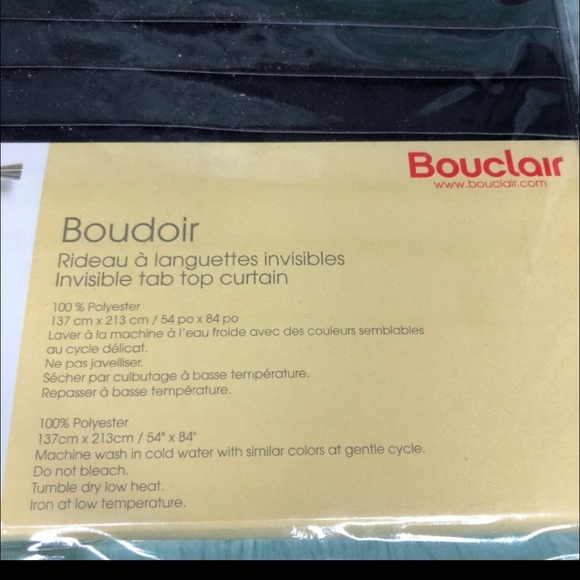 Bouclair
www.bouclair.com
Boudoir
Rideau à languettes invisibles
Invisible tab top curtain
100 % Polyester
137 cm x 213 cm / 54 po x 84 po
Laver à la machine à l'eau froide avec des couleurs semblables
au cycle délicat.
Ne pas javelliser.
Sécher par culbutage à basse température.
Repasser à basse température.
100% Polyester
137cm x 213cm / 54" x 84"
Machine wash in cold water with similar colors at gentle cycle.
Do not bleach.
Tumble dry low heat.
Iron at low temperature.